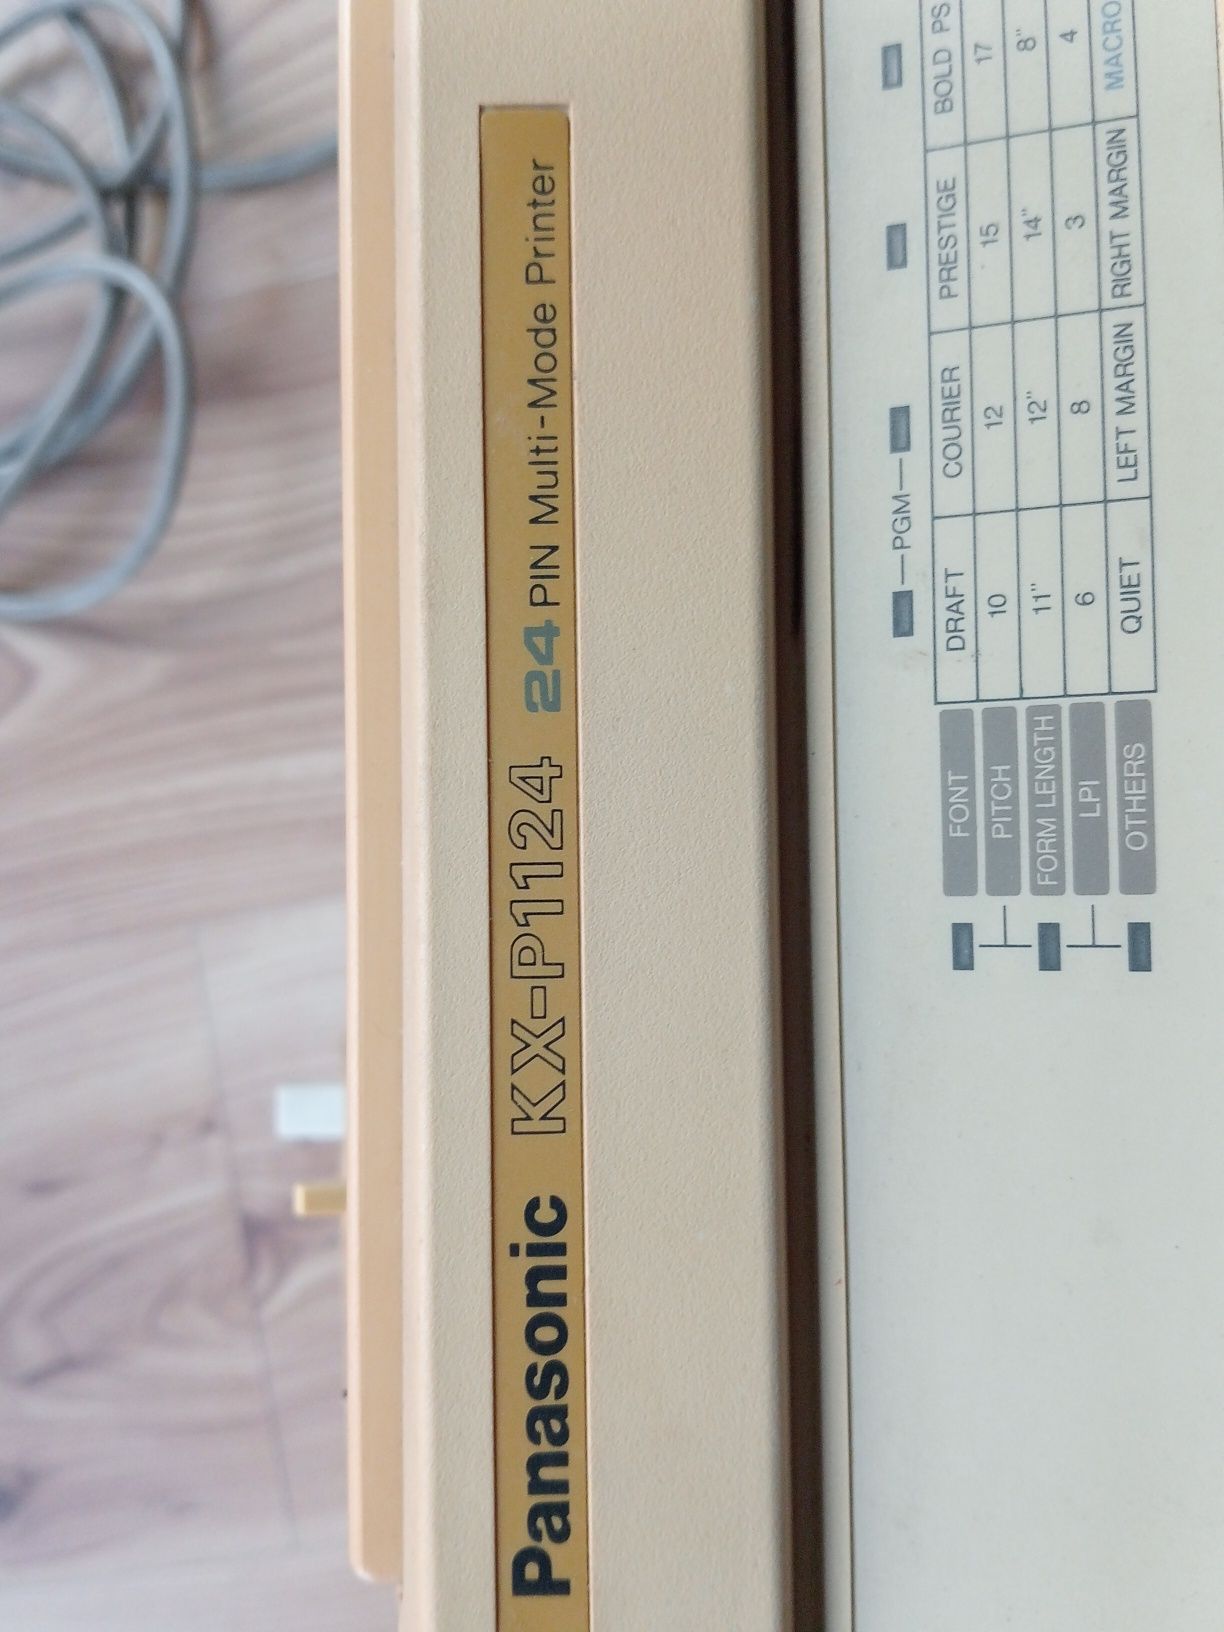 Panasonic KX-P1124 24 PIN Multi-Mode Printer
PGM
FONT DRAFT COURIER PRESTIGE BOLD PS
PITCH 10 12 15 17
FORM LENGTH 11" 12" 14" 8"
LPI 6 8 3 4
OTHERS QUIET LEFT MARGIN RIGHT MARGIN MACRO